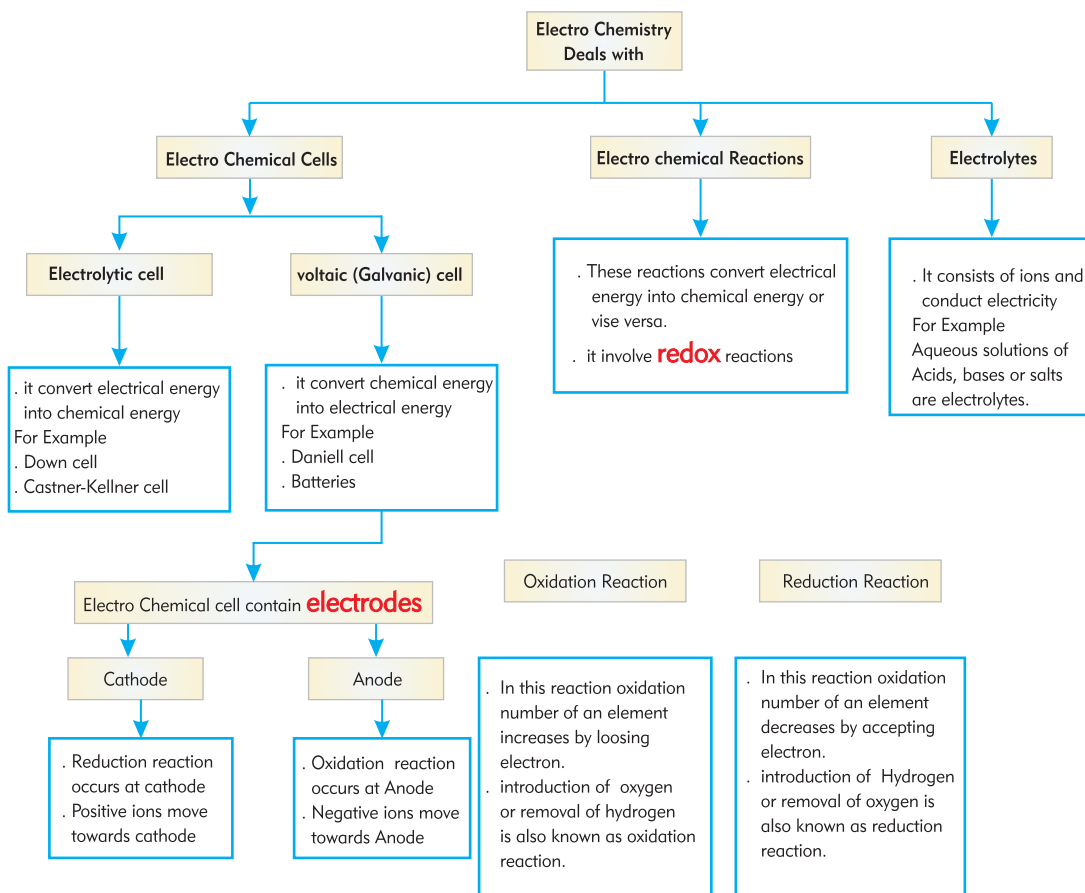 Electro Chemistry
Deals with
Electro Chemical Cells
Electro chemical Reactions
Electrolytes
Electrolytic cell
voltaic (Galvanic) cell
. These reactions convert electrical
energy into chemical energy or
vise versa.
. it involve redox reactions
. It consists of ions and
conduct electricity
For Example
Aqueous solutions of
Acids, bases or salts
are electrolytes.
. it convert electrical energy
into chemical energy
For Example
. Down cell
. Castner-Kellner cell
. it convert chemical energy
into electrical energy
For Example
. Daniell cell
. Batteries
Electro Chemical cell contain electrodes
Oxidation Reaction
Reduction Reaction
Cathode
Anode
. Reduction reaction
occurs at cathode
. Positive ions move
towards cathode
. Oxidation reaction
occurs at Anode
. Negative ions move
towards Anode
. In this reaction oxidation
number of an element
increases by loosing
electron.
. introduction of oxygen
or removal of hydrogen
is also known as oxidation
reaction.
. In this reaction oxidation
number of an element
decreases by accepting
electron.
. introduction of Hydrogen
or removal of oxygen is
also known as reduction
reaction.